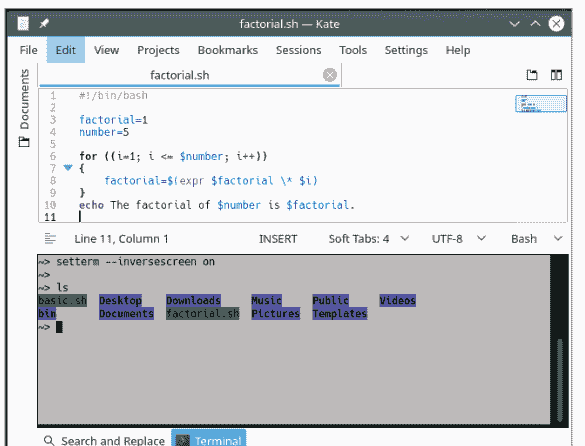 factorial.sh — Kate
File Edit View Projects Bookmarks Sessions Tools Settings Help
Documents
factorial.sh
1 #!/bin/bash
2
3 factorial=1
4 number=5
5
6 for ((i=1; i <= $number; i++))
7 {
8 factorial=$(expr $factorial \* $i)
9 }
10 echo The factorial of $number is $factorial.
11
Line 11, Column 1 INSERT Soft Tabs: 4 UTF-8 Bash
~> setterm --inversescreen on
~>
~> ls
basic.sh Desktop Downloads Music Public Videos
bin Documents factorial.sh Pictures Templates
~>
Search and Replace Terminal